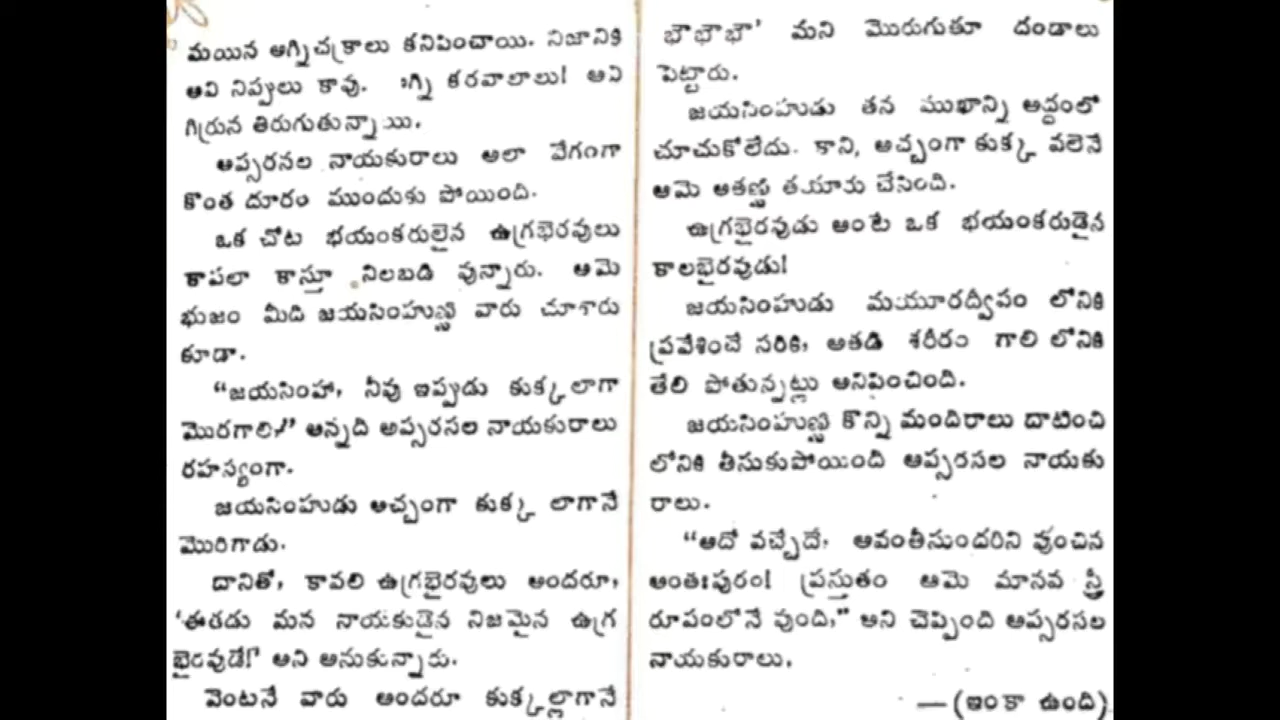 మయిన అగ్నిచక్రాలు కనిపించాయి. నిజానికి
అవి నిప్పులు కావు. గ్ని కరవాలాలు! అవి
గిర్రున తిరుగుతున్నాయి.
అప్సరసల నాయకురాలు అలా వేగంగా
కొంత దూరం ముందుకు పోయింది.
ఒక చోట భయంకరులైన ఉగ్రభైరవులు
కాపలా కాస్తూ నిలబడి వున్నారు. ఆమె
భుజం మీది జయసింహుణ్ణి వారు చూశారు
కూడా.
“జయసింహా, నీవు ఇప్పుడు కుక్కలాగా
మొరగాలి,” అన్నది అప్సరసల నాయకురాలు
రహస్యంగా.
జయసింహుడు అచ్చంగా కుక్క లాగానే
మొరిగాడు.
దానితో, కావలి ఉగ్రభైరవులు అందరూ,
‘ఈతడు మన నాయకుడైన నిజమైన ఉగ్ర
భైరవుడే!’ అని అనుకున్నారు.
వెంటనే వారు అందరూ కుక్కల్లాగానే
భౌభౌభౌ’ మని మొరుగుతూ దండాలు
పెట్టారు.
జయసింహుడు తన ముఖాన్ని అద్దంలో
చూచుకోలేదు. కాని, అచ్చంగా కుక్క వలెనే
ఆమె అతణ్ణి తయారు చేసింది.
ఉగ్రభైరవుడు అంటే ఒక భయంకరుడైన
కాలభైరవుడు!
జయసింహుడు మయూరద్వీపం లోనికి
ప్రవేశించే సరికి, అతడి శరీరం గాలి లోనికి
తేలి పోతున్నట్లు అనిపించింది.
జయసింహుణ్ణి కొన్ని మందిరాలు దాటించి
లోనికి తీసుకుపోయింది అప్సరసల నాయకు
రాలు.
“అదో వచ్చేదే, అవంతీసుందరిని వుంచిన
అంతఃపురం! ప్రస్తుతం ఆమె మానవ స్త్రీ
రూపంలోనే వుంది,” అని చెప్పింది అప్సరసల
నాయకురాలు.
—(ఇంకా ఉంది)